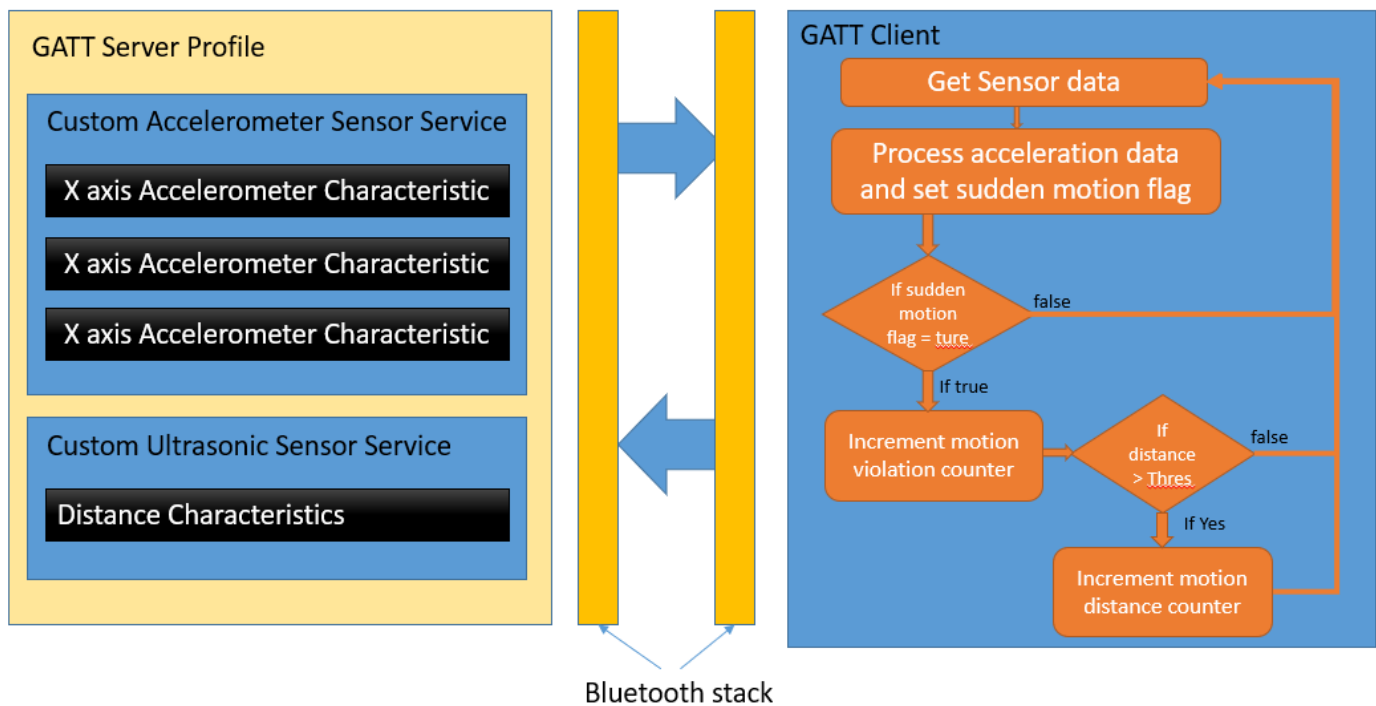 GATT Server Profile
Custom Accelerometer Sensor Service
X axis Accelerometer Characteristic
X axis Accelerometer Characteristic
X axis Accelerometer Characteristic
Custom Ultrasonic Sensor Service
Distance Characteristics
Bluetooth stack
GATT Client
Get Sensor data
Process acceleration data
and set sudden motion flag
If sudden
motion
flag = ture
false
If true
Increment motion
violation counter
If
distance
> Thres
false
If Yes
Increment motion
distance counter